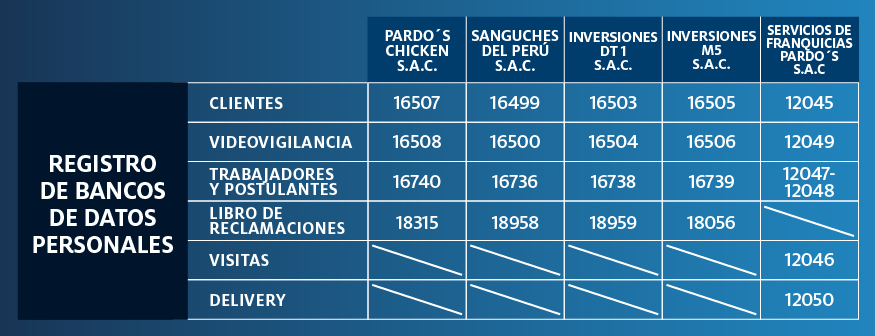 PARDO´S
CHICKEN
S.A.C.
SANGUCHES
DEL PERÚ
S.A.C.
INVERSIONES
DT1
S.A.C.
INVERSIONES
M5
S.A.C.
SERVICIOS DE
FRANQUICIAS
PARDO´S
S.A.C
REGISTRO
DE BANCOS
DE DATOS
PERSONALES
CLIENTES 16507 16499 16503 16505 12045
VIDEOVIGILANCIA 16508 16500 16504 16506 12049
TRABAJADORES
Y POSTULANTES 16740 16736 16738 16739 12047-
12048
LIBRO DE
RECLAMACIONES 18315 18958 18959 18056
VISITAS 12046
DELIVERY 12050